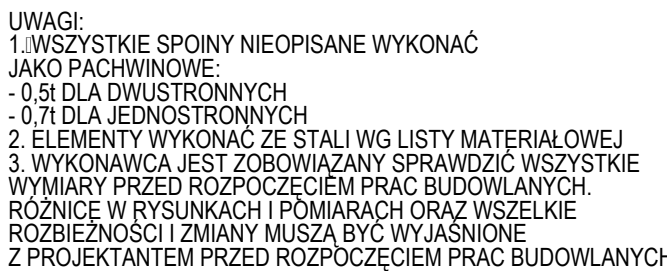 UWAGI:
1. WSZYSTKIE SPOINY NIEOPISANE WYKONAĆ
JAKO PACHWINOWE:
- 0,5t DLA DWUSTRONNYCH
- 0,7t DLA JEDNOSTRONNYCH
2. ELEMENTY WYKONAĆ ZE STALI WG LISTY MATERIAŁOWEJ
3. WYKONAWCA JEST ZOBOWIĄZANY SPRAWDZIĆ WSZYSTKIE
WYMIARY PRZED ROZPOCZĘCIEM PRAC BUDOWLANYCH.
RÓŻNICE W RYSUNKACH I POMIARACH ORAZ WSZELKIE
ROZBIEŻNOŚCI I ZMIANY MUSZĄ BYĆ WYJAŚNIONE
Z PROJEKTANTEM PRZED ROZPOCZĘCIEM PRAC BUDOWLANYCH